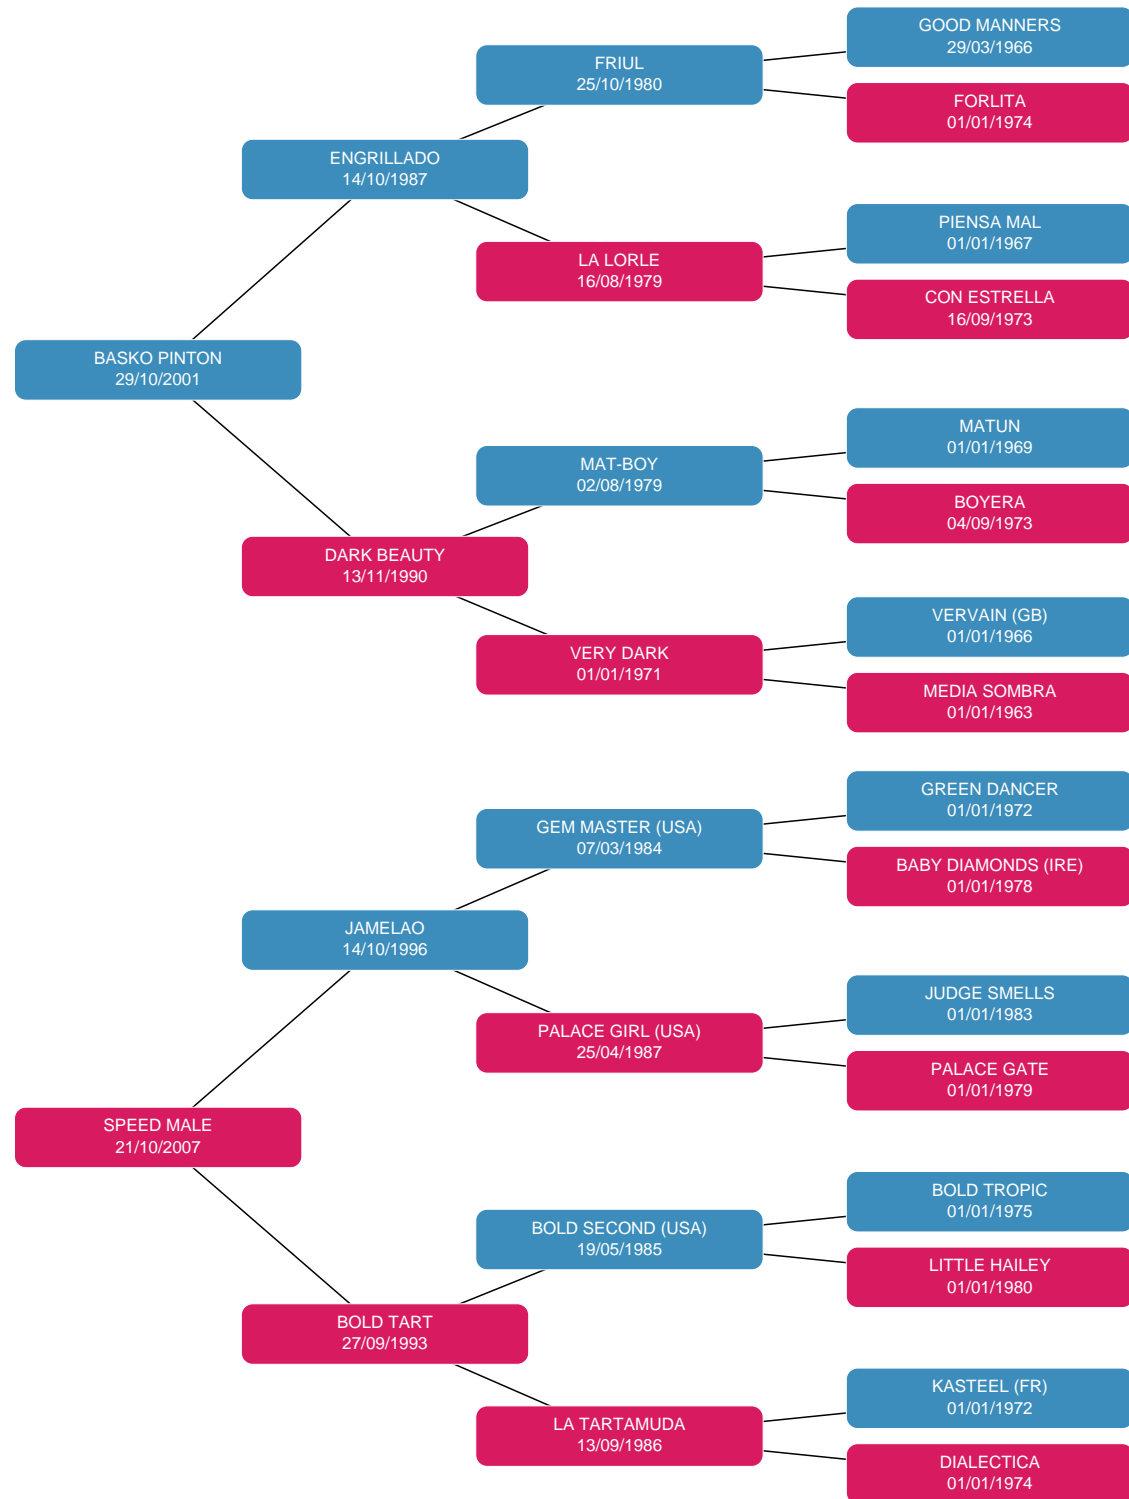 GOOD MANNERS
29/03/1966
FRIUL
25/10/1980
FORLITA
01/01/1974
ENGRILLADO
14/10/1987
PIENSA MAL
01/01/1967
LA LORLE
16/08/1979
CON ESTRELLA
16/09/1973
BASKO PINTON
29/10/2001
MATUN
01/01/1969
MAT-BOY
02/08/1979
BOYERA
04/09/1973
DARK BEAUTY
13/11/1990
VERVAIN (GB)
01/01/1966
VERY DARK
01/01/1971
MEDIA SOMBRA
01/01/1963
GREEN DANCER
01/01/1972
GEM MASTER (USA)
07/03/1984
BABY DIAMONDS (IRE)
01/01/1978
JAMELAO
14/10/1996
JUDGE SMELLS
01/01/1983
PALACE GIRL (USA)
25/04/1987
PALACE GATE
01/01/1979
SPEED MALE
21/10/2007
BOLD TROPIC
01/01/1975
BOLD SECOND (USA)
19/05/1985
LITTLE HAILEY
01/01/1980
BOLD TART
27/09/1993
KASTEEL (FR)
01/01/1972
LA TARTAMUDA
13/09/1986
DIALECTICA
01/01/1974